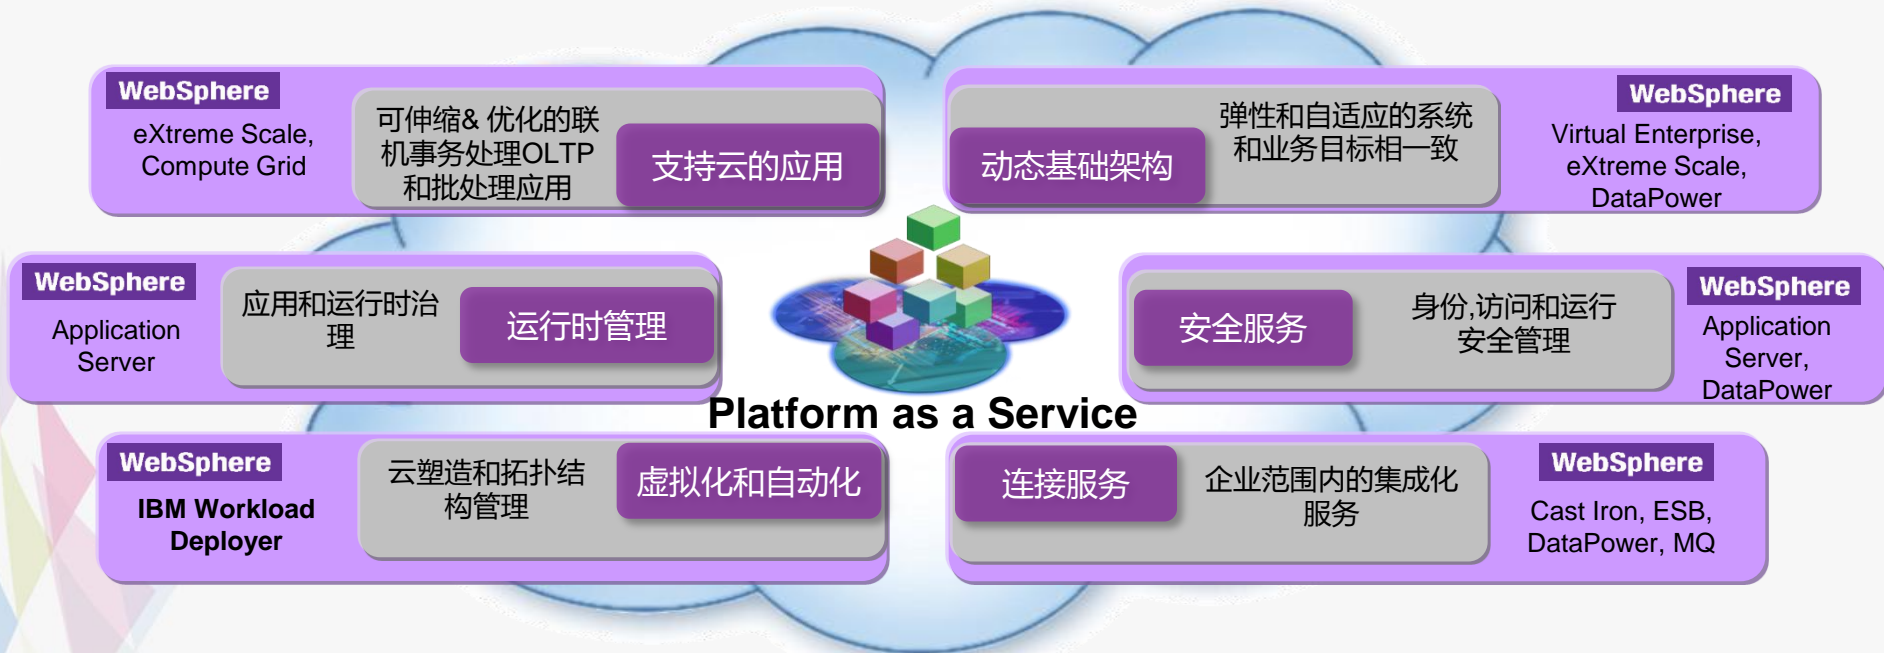 WebSphere
eXtreme Scale,
Compute Grid
可伸缩& 优化的联
机事务处理OLTP
和批处理应用
支持云的应用
动态基础架构
弹性和自适应的系统
和业务目标相一致
WebSphere
Virtual Enterprise,
eXtreme Scale,
DataPower
WebSphere
Application
Server
应用和运行时治
理
运行时管理
安全服务
身份,访问和运行
安全管理
WebSphere
Application
Server,
DataPower
Platform as a Service
WebSphere
IBM Workload
Deployer
云塑造和拓扑结
构管理
虚拟化和自动化
连接服务
企业范围内的集成化
服务
WebSphere
Cast Iron, ESB,
DataPower, MQ